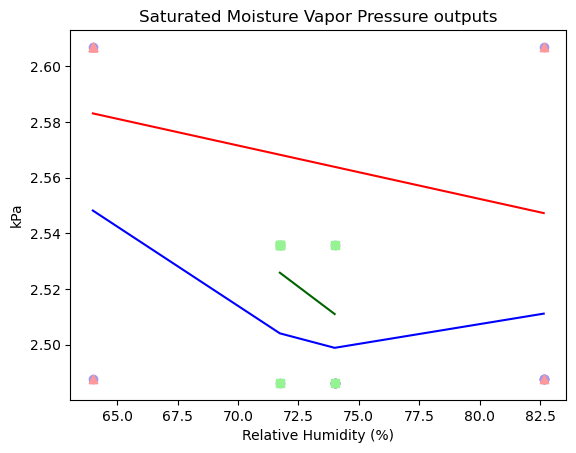 Saturated Moisture Vapor Pressure outputs
2.60
2.58
2.56
2.54
2.52
2.50
kPa
65.0 67.5 70.0 72.5 75.0 77.5 80.0 82.5
Relative Humidity (%)